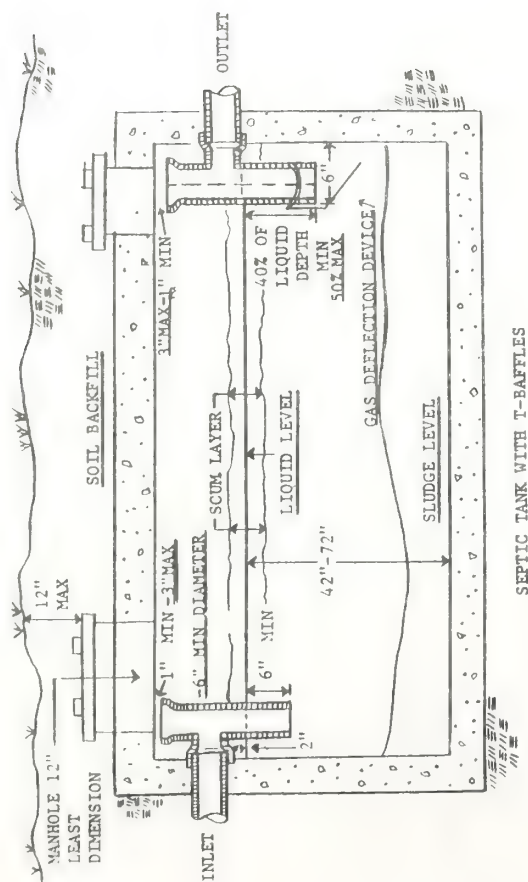 12"
MAX
MANHOLE 12"
LEAST
DIMENSION
SOIL BACKFILL
INLET
1" MIN -3"MAX
6" MIN DIAMETER
3"MAX-1" MIN
OUTLET
SCUM LAYER
LIQUID LEVEL
MIN
6"
2"
40% OF
LIQUID
DEPTH
MIN
50% MAX
6"
42"-72"
GAS DEFLECTION DEVICE
SLUDGE LEVEL
SEPTIC TANK WITH T-BAFFLES